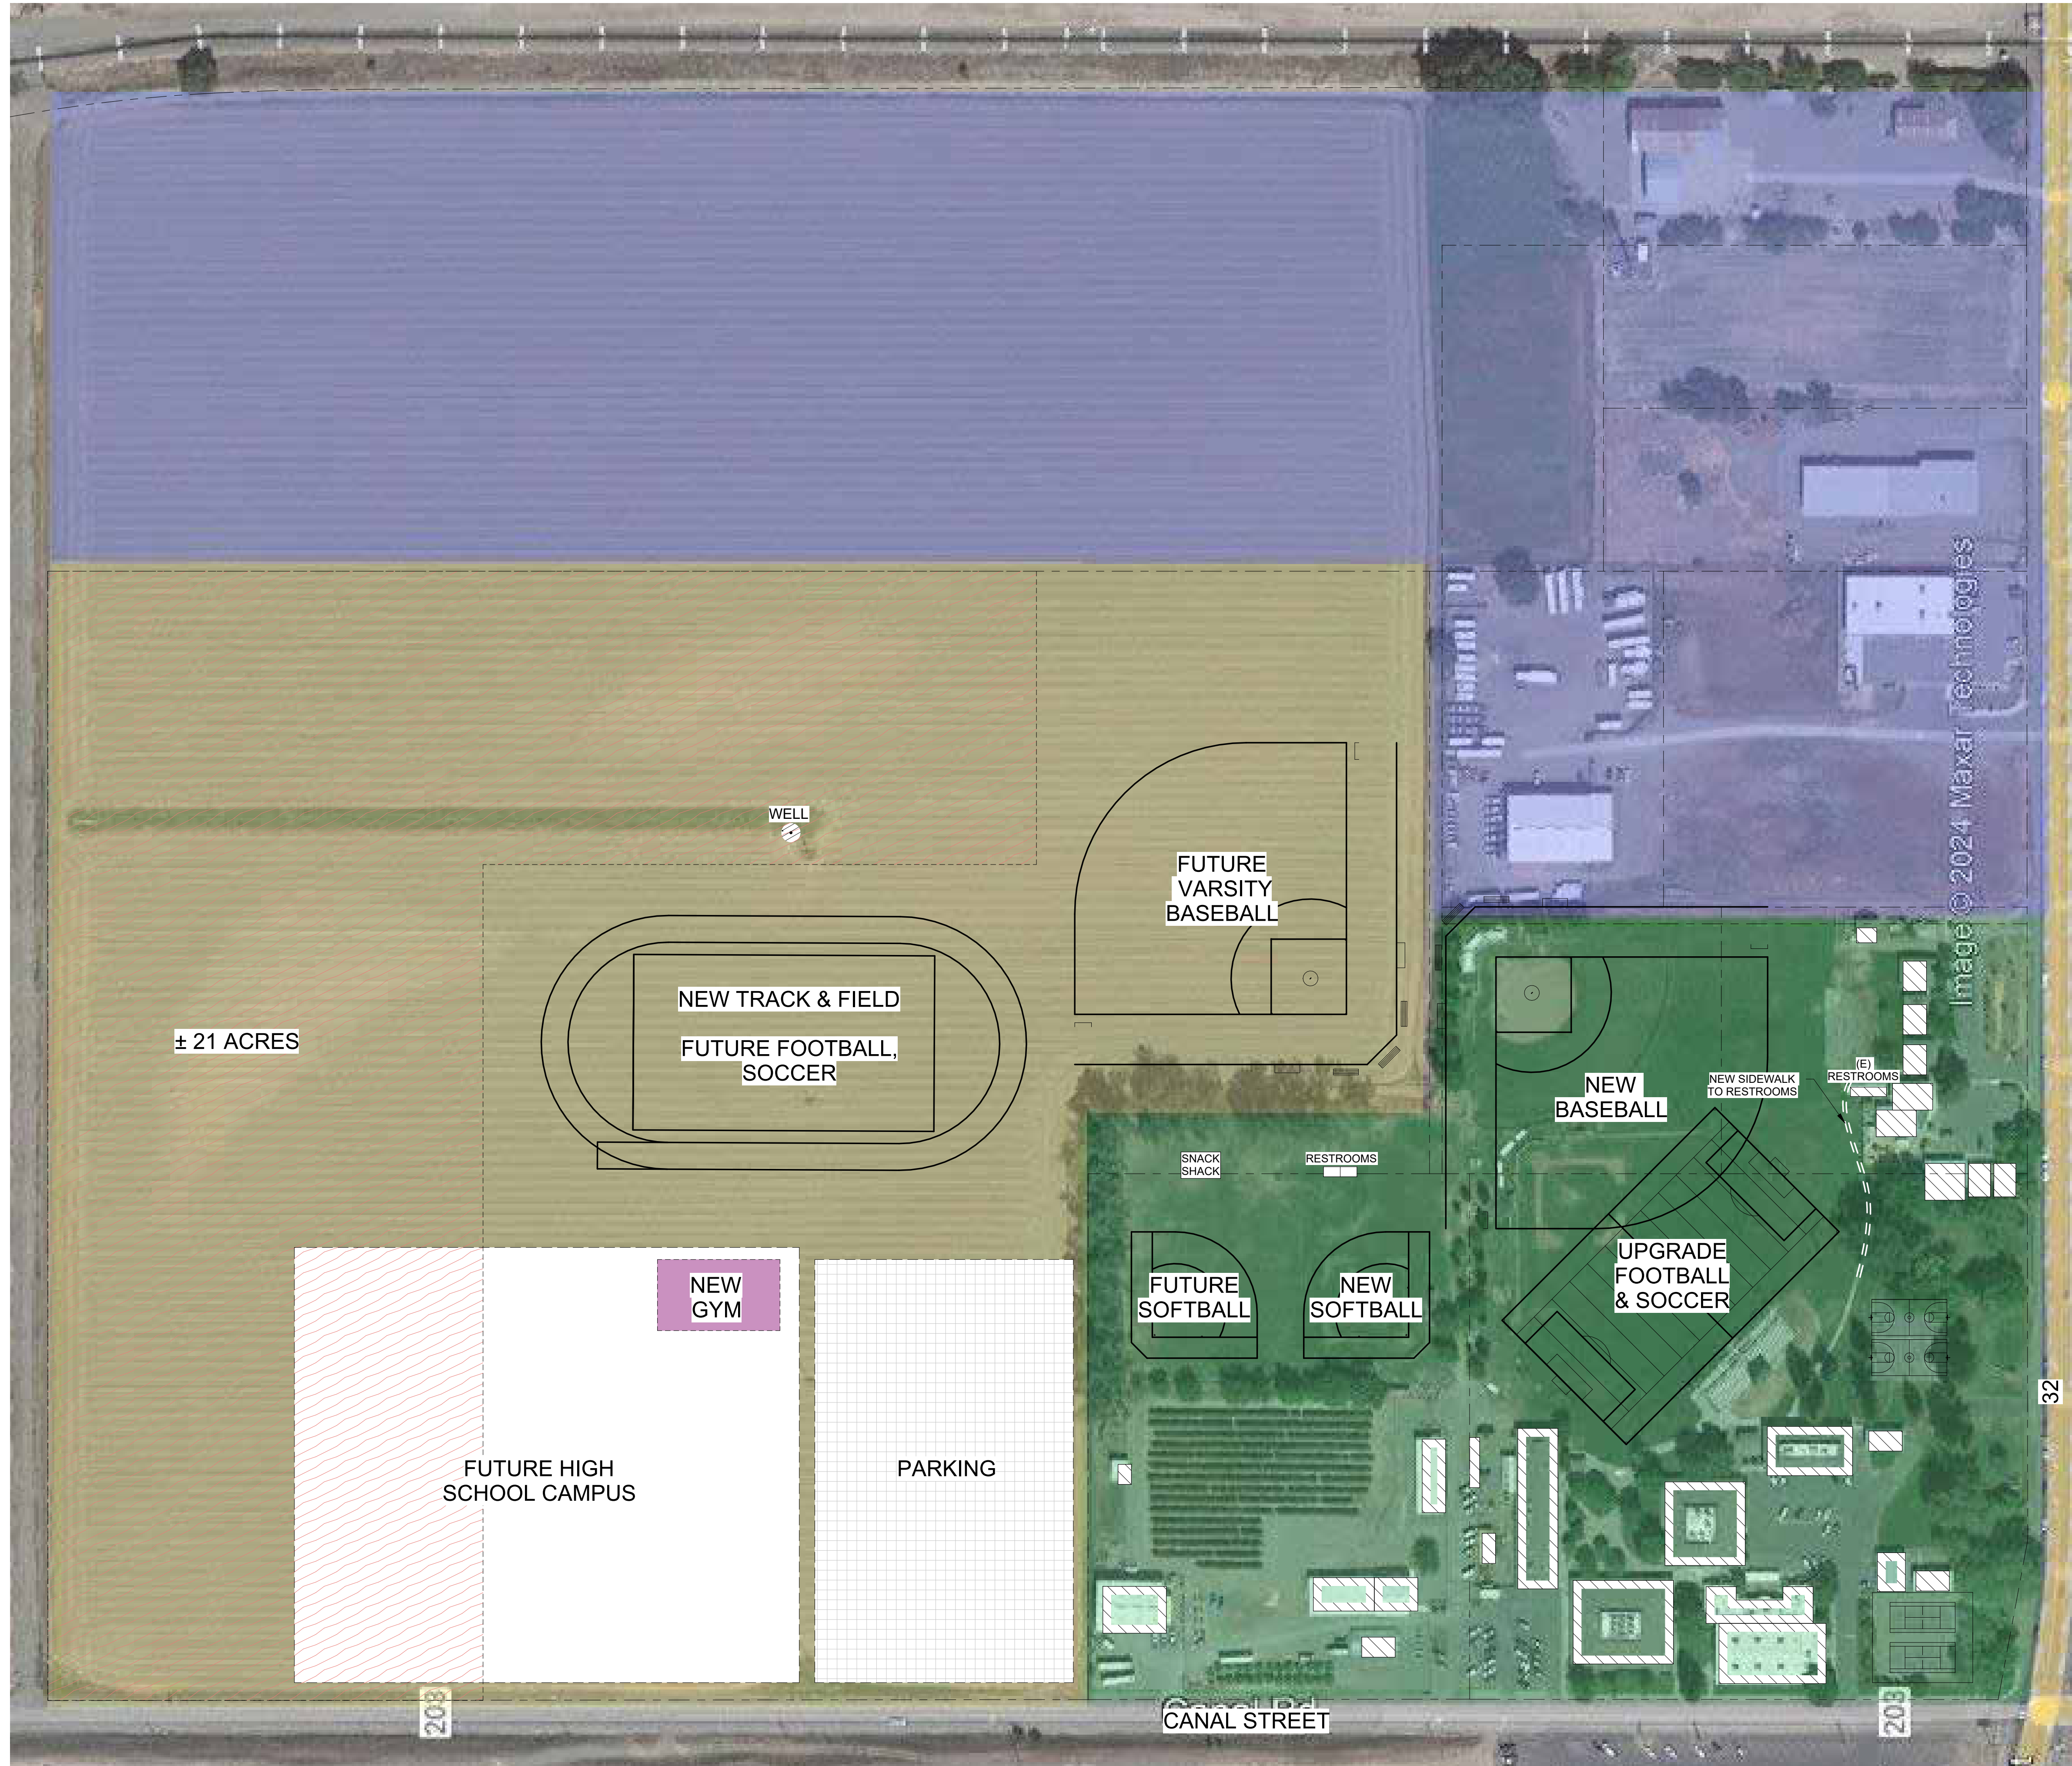 WELL
FUTURE
VARSITY
BASEBALL
± 21 ACRES
NEW TRACK & FIELD
FUTURE FOOTBALL,
SOCCER
SNACK
SHACK
RESTROOMS
NEW
BASEBALL
NEW SIDEWALK
TO RESTROOMS
(E)
RESTROOMS
FUTURE
SOFTBALL
NEW
SOFTBALL
UPGRADE
FOOTBALL
& SOCCER
NEW
GYM
FUTURE HIGH
SCHOOL CAMPUS
PARKING
Image © 2024 Maxar Technologies
32
203
203
Canal Rd
CANAL STREET